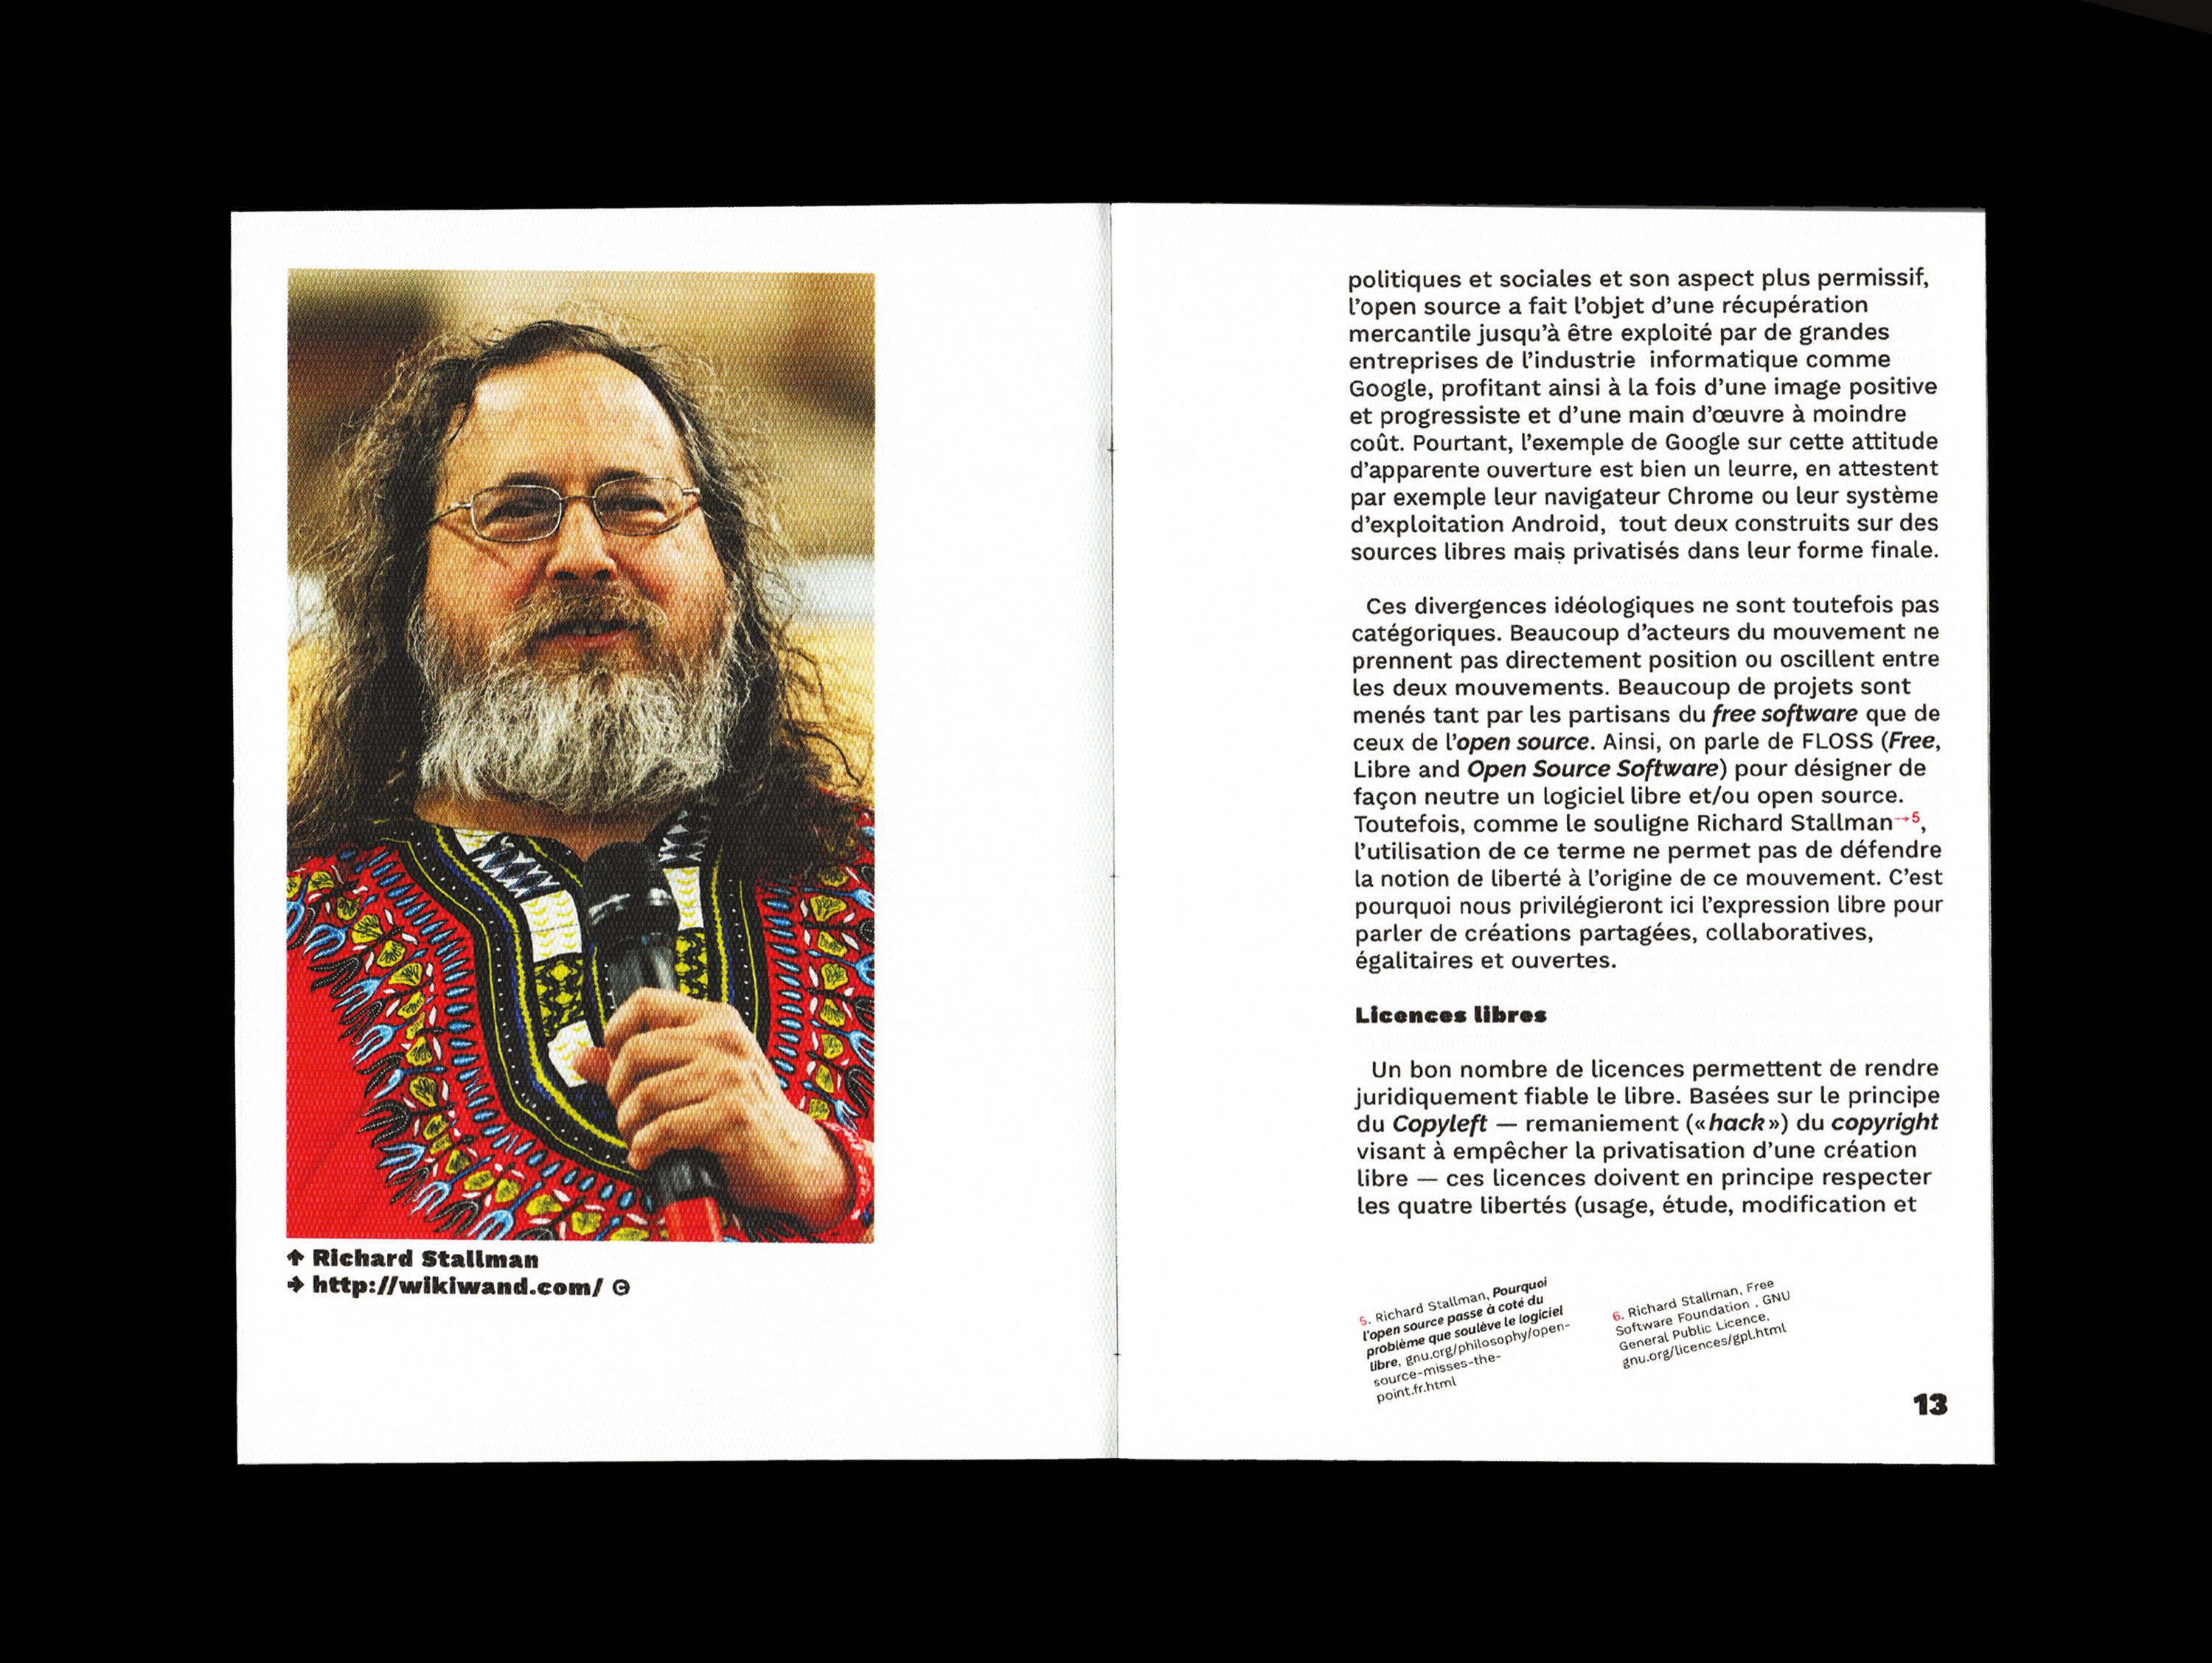 ↑ Richard Stallman
→ http://wikiwand.com/ 🄯
politiques et sociales et son aspect plus permissif,
l’open source a fait l’objet d’une récupération
mercantile jusqu’à être exploité par de grandes
entreprises de l’industrie  informatique comme
Google, profitant ainsi à la fois d’une image positive
et progressiste et d’une main d’œuvre à moindre
coût. Pourtant, l’exemple de Google sur cette attitude
d’apparente ouverture est bien un leurre, en attestent
par exemple leur navigateur Chrome ou leur système
d’exploitation Android,  tout deux construits sur des
sources libres mais privatisés dans leur forme finale.
Ces divergences idéologiques ne sont toutefois pas
catégoriques. Beaucoup d’acteurs du mouvement ne
prennent pas directement position ou oscillent entre
les deux mouvements. Beaucoup de projets sont
menés tant par les partisans du free software que de
ceux de l’open source. Ainsi, on parle de FLOSS (Free,
Libre and Open Source Software) pour désigner de
façon neutre un logiciel libre et/ou open source.
Toutefois, comme le souligne Richard Stallman→5,
l’utilisation de ce terme ne permet pas de défendre
la notion de liberté à l’origine de ce mouvement. C’est
pourquoi nous privilégieront ici l’expression libre pour
parler de créations partagées, collaboratives,
égalitaires et ouvertes.
Licences libres
Un bon nombre de licences permettent de rendre
juridiquement fiable le libre. Basées sur le principe
du Copyleft — remaniement («hack») du copyright
visant à empêcher la privatisation d’une création
libre — ces licences doivent en principe respecter
les quatre libertés (usage, étude, modification et
5. Richard Stallman, Pourquoi
l’open source passe à coté du
problème que soulève le logiciel
libre, gnu.org/philosophy/open-
source-misses-the-
point.fr.html
6. Richard Stallman, Free
Software Foundation , GNU
General Public Licence,
gnu.org/licences/gpl.html
13